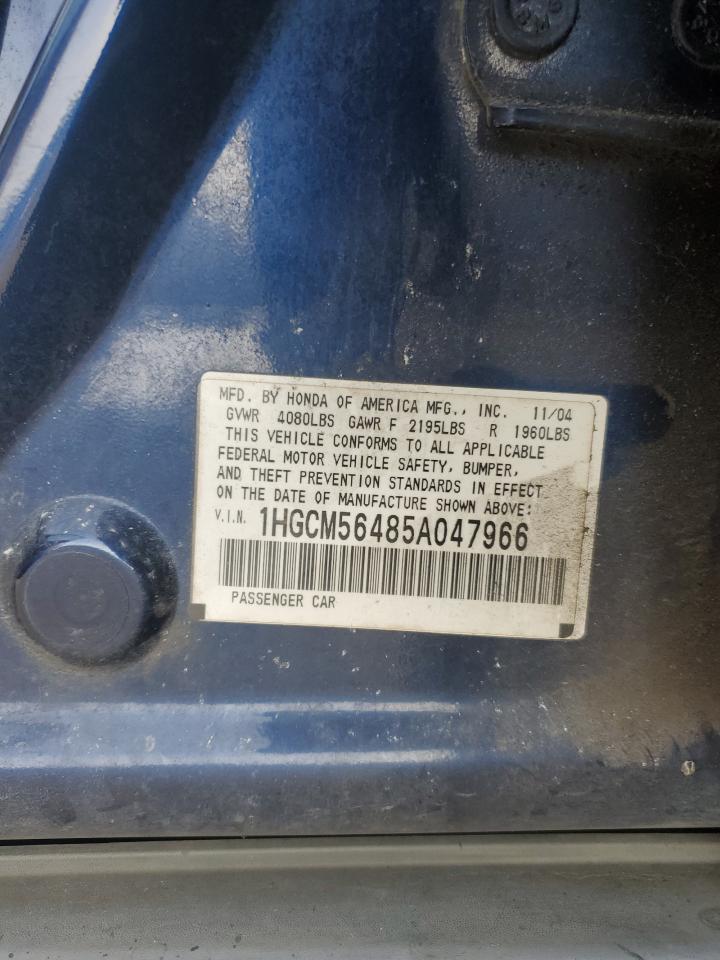 MFD. BY HONDA OF AMERICA MFG., INC. 11/04
GVWR 4080LBS GAWR F 2195LBS R 1960LBS
THIS VEHICLE CONFORMS TO ALL APPLICABLE
FEDERAL MOTOR VEHICLE SAFETY, BUMPER,
AND THEFT PREVENTION STANDARDS IN EFFECT
ON THE DATE OF MANUFACTURE SHOWN ABOVE:
V.I.N. 1HGCM56485A047966
PASSENGER CAR